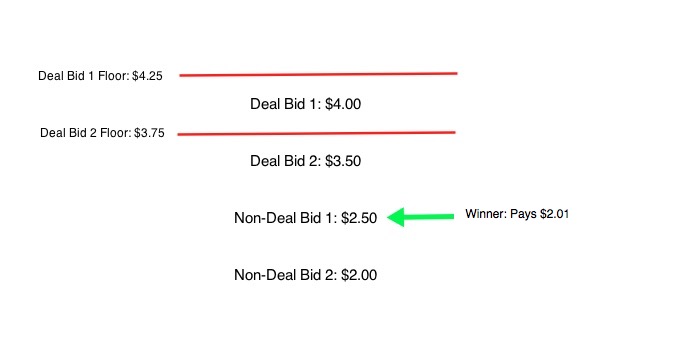 Deal Bid 1 Floor: $4.25
Deal Bid 1: $4.00
Deal Bid 2 Floor: $3.75
Deal Bid 2: $3.50
Non-Deal Bid 1: $2.50
Winner: Pays $2.01
Non-Deal Bid 2: $2.00